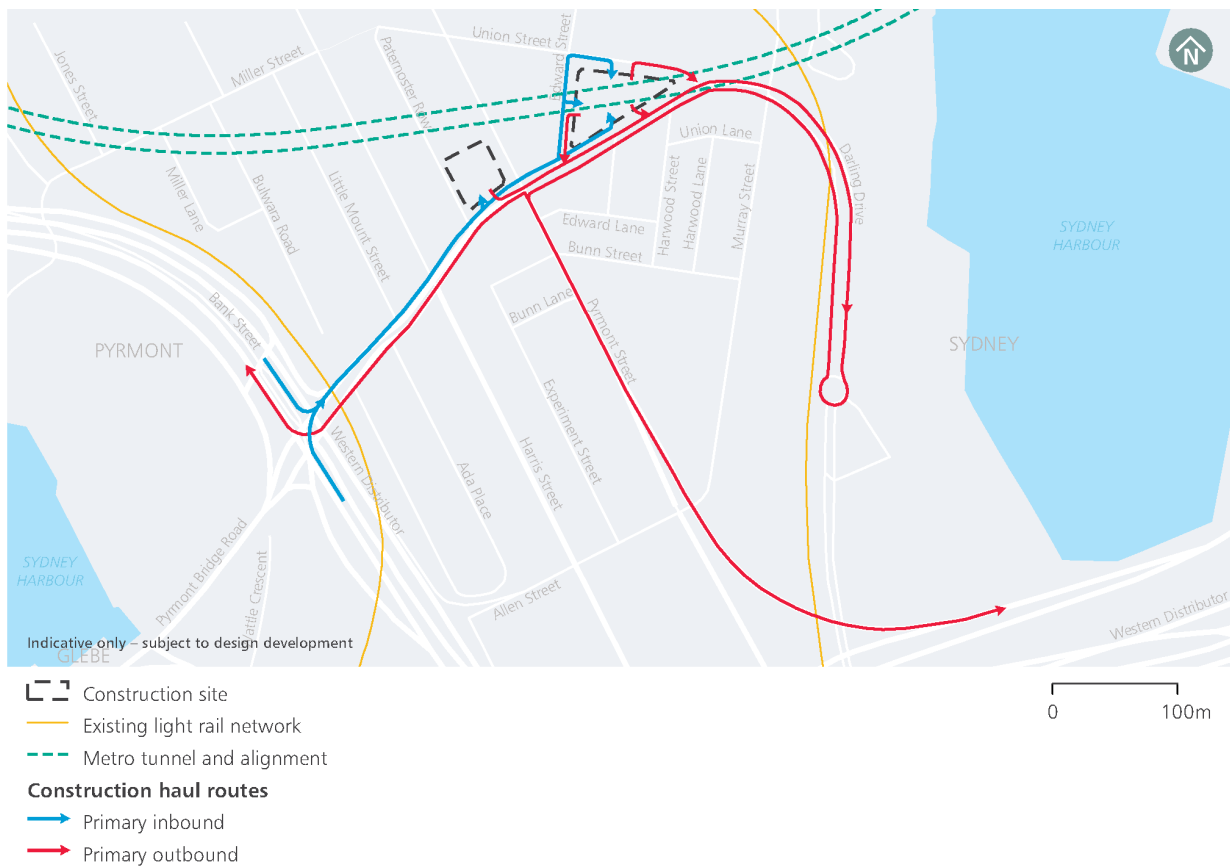 Union Street
Edward Street
Paternoster Row
Miller Street
Jones Street
N
Union Lane
Darling Drive
Miller Lane
Bulwara Road
Little Mount Street
Harwood Street
Harwood Lane
Murray Street
Edward Lane
Bunn Street
SYDNEY
HARBOUR
Bank Street
Bunn Lane
Pyrmont Street
PYRMONT
SYDNEY
Experiment Street
Harris Street
Ada Place
Western Distributor
SYDNEY
HARBOUR
Pyrmont Bridge Road
Wattle Crescent
Allen Street
Western Distributor
Indicative only – subject to design development
GLEBE
Construction site
0 100m
Existing light rail network
Metro tunnel and alignment
Construction haul routes
Primary inbound
Primary outbound